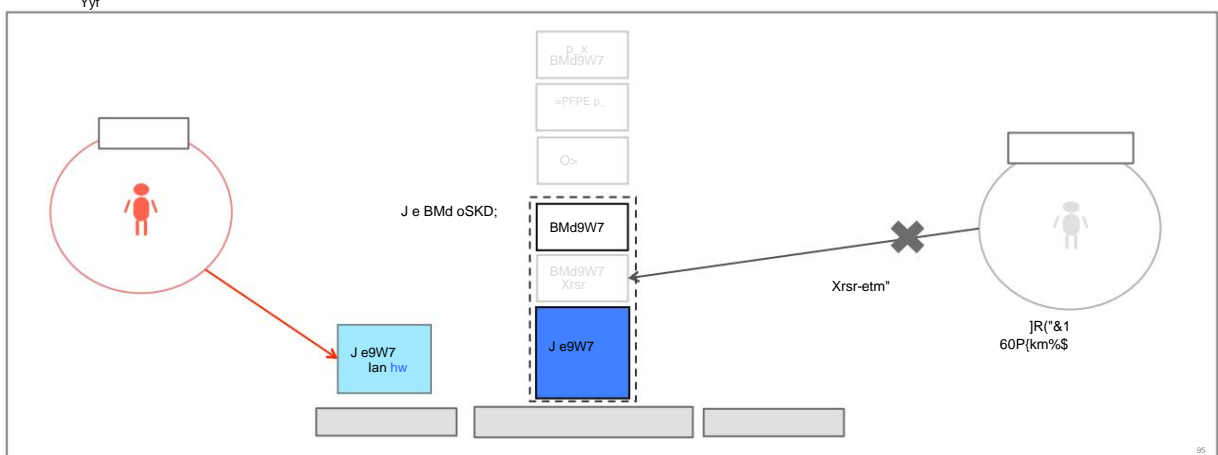 Yyf
p_x
BMd9W7
=PFPE p_
O>
J e BMd oSKD;
BMd9W7
BMd9W7
Xrsr
Xrsr-etm"
]R("&1
60P{km%$
J e9W7
Ian hw
J e9W7
95